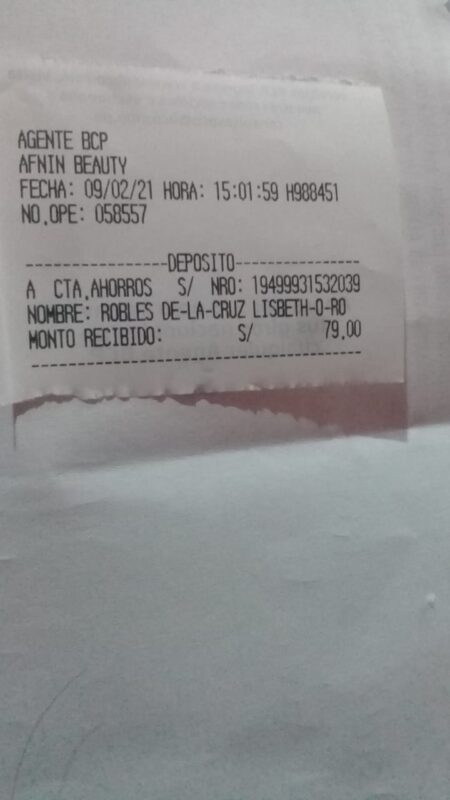 AGENTE BCP
AFNIN BEAUTY
FECHA: 09/02/21 HORA: 15:01:59 H988451
NO.OPE: 058557
----------------DEPOSITO----------------
A CTA.AHORROS S/ NRO: 19499931532039
NOMBRE: ROBLES DE-LA-CRUZ LISBETH-O-RO
MONTO RECIBIDO: S/ 79.00
----------------------------------------